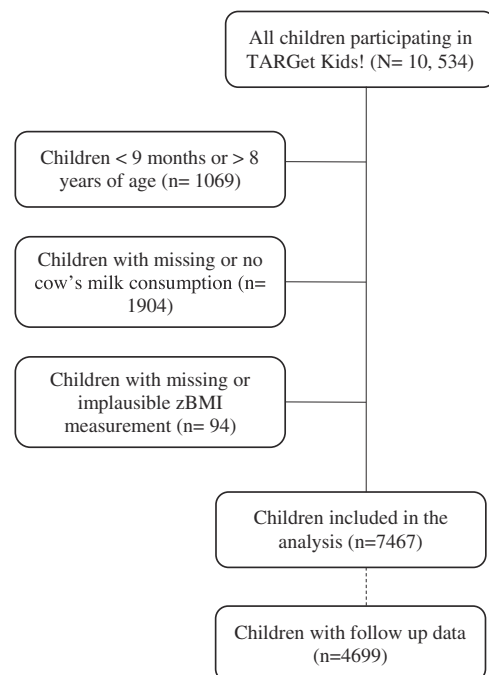 All children participating in
TARGet Kids! (N= 10, 534)
Children < 9 months or > 8
years of age (n= 1069)
Children with missing or no
cow's milk consumption (n=
1904)
Children with missing or
implausible zBMI
measurement (n= 94)
Children included in the
analysis (n=7467)
Children with follow up data
(n=4699)